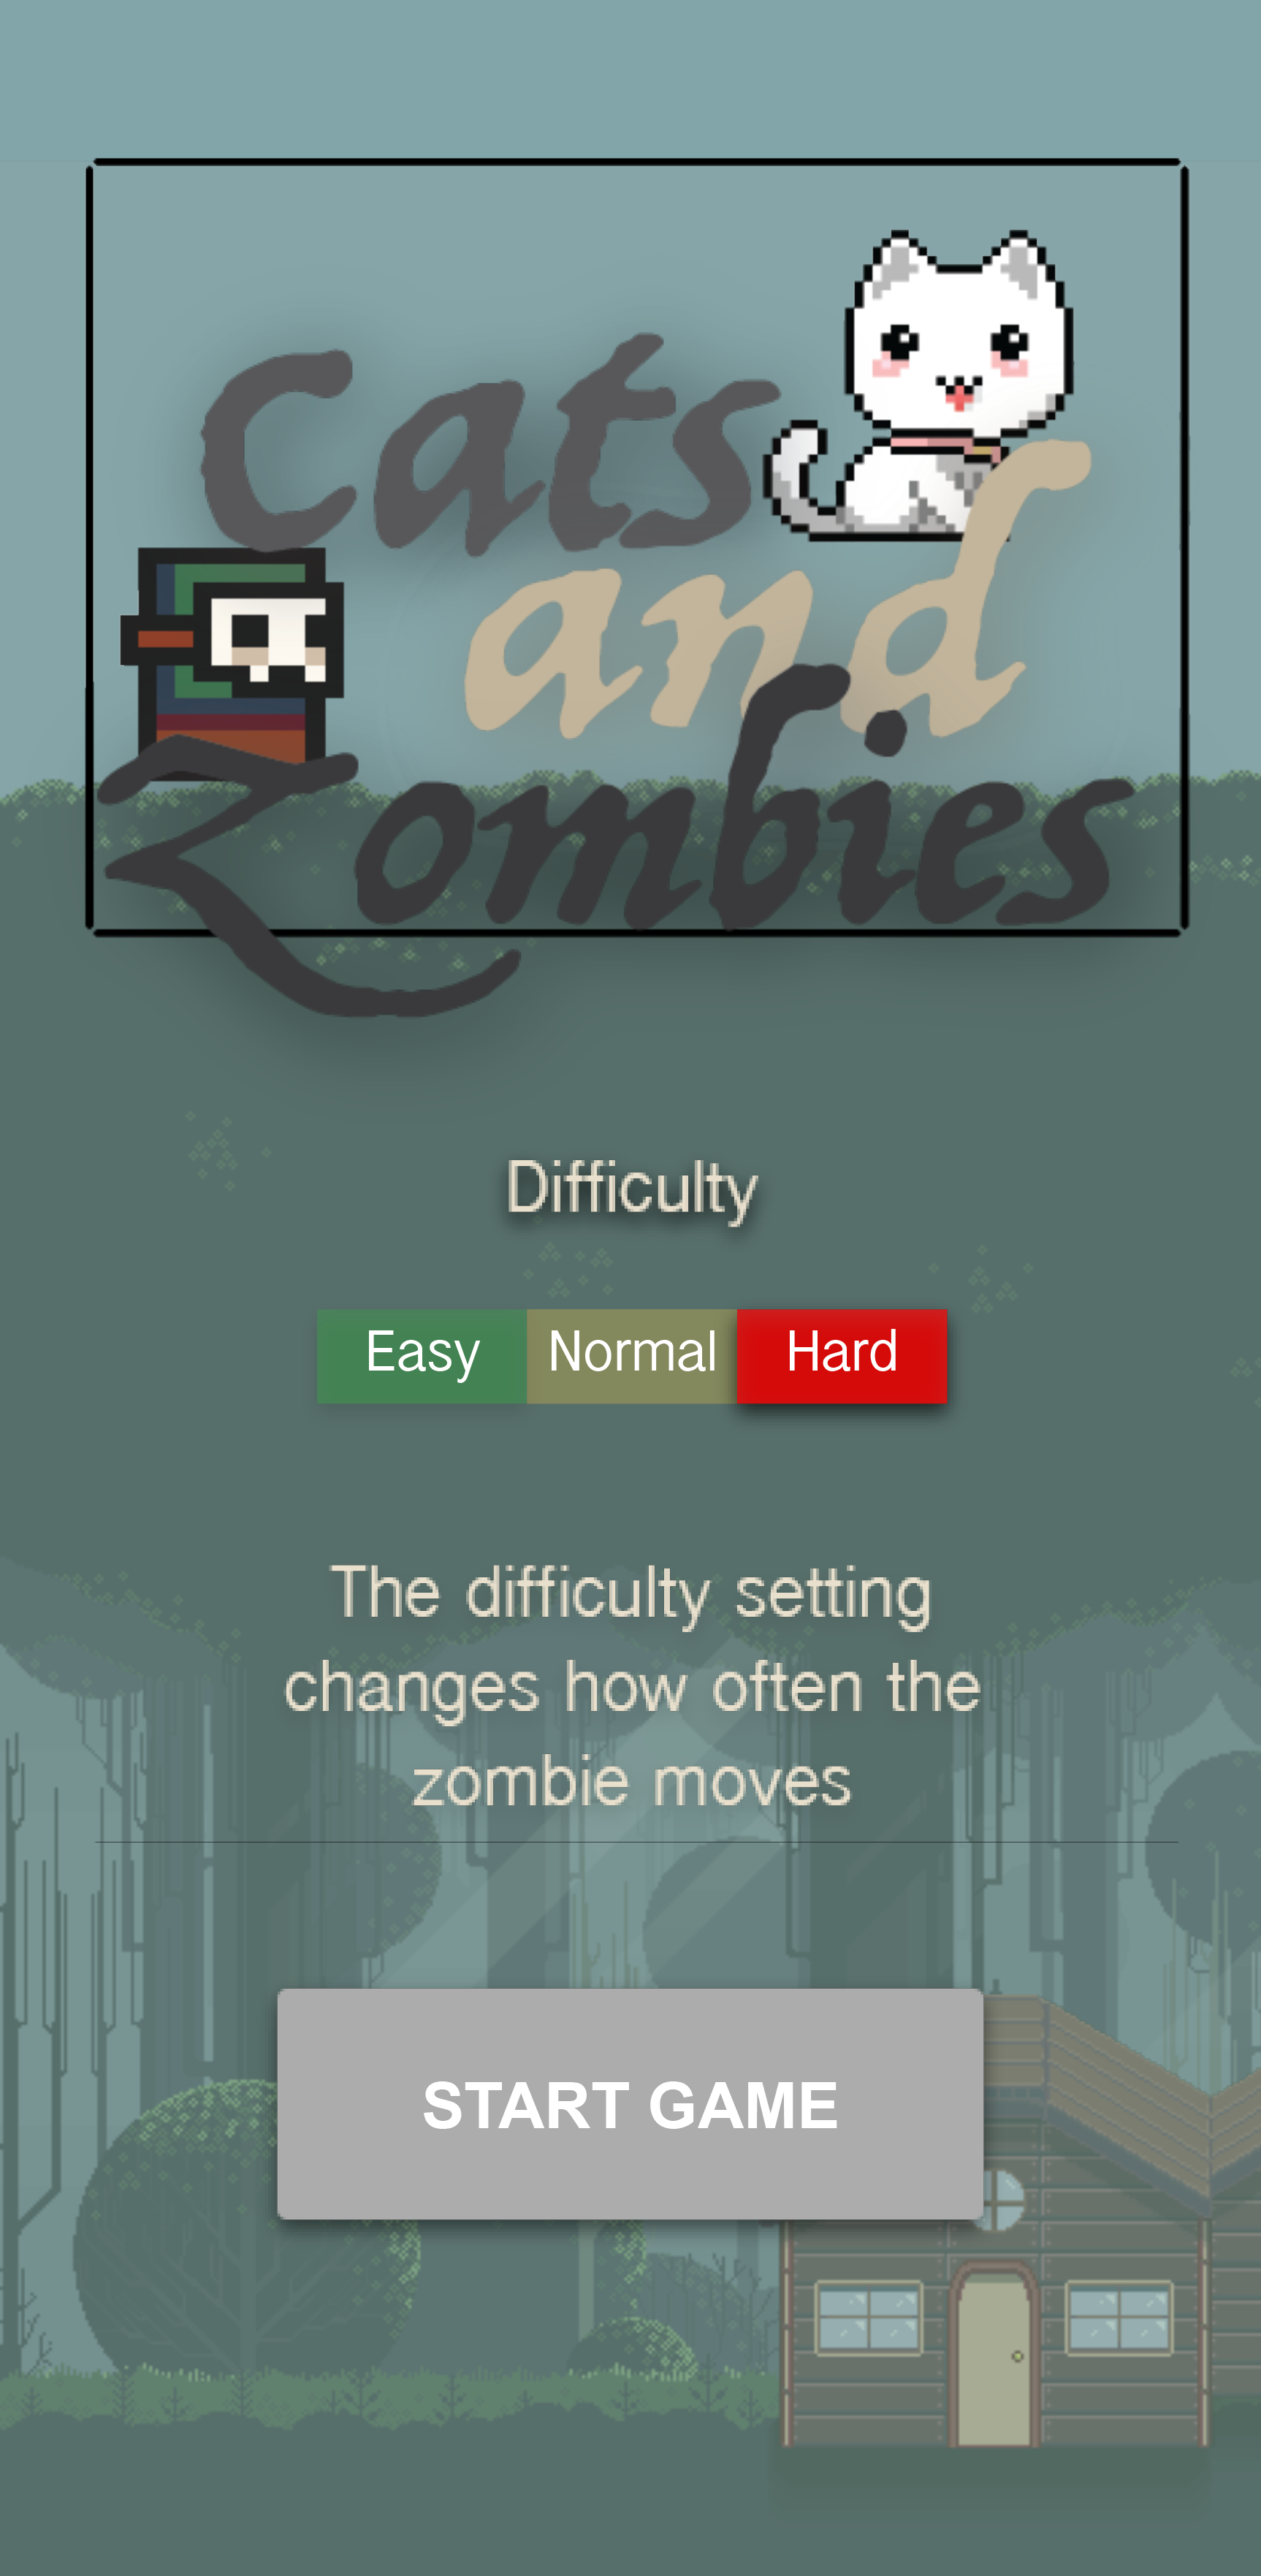 Cats
and
Zombies
Difficulty
Easy Normal Hard
The difficulty setting
changes how often the
zombie moves
START GAME